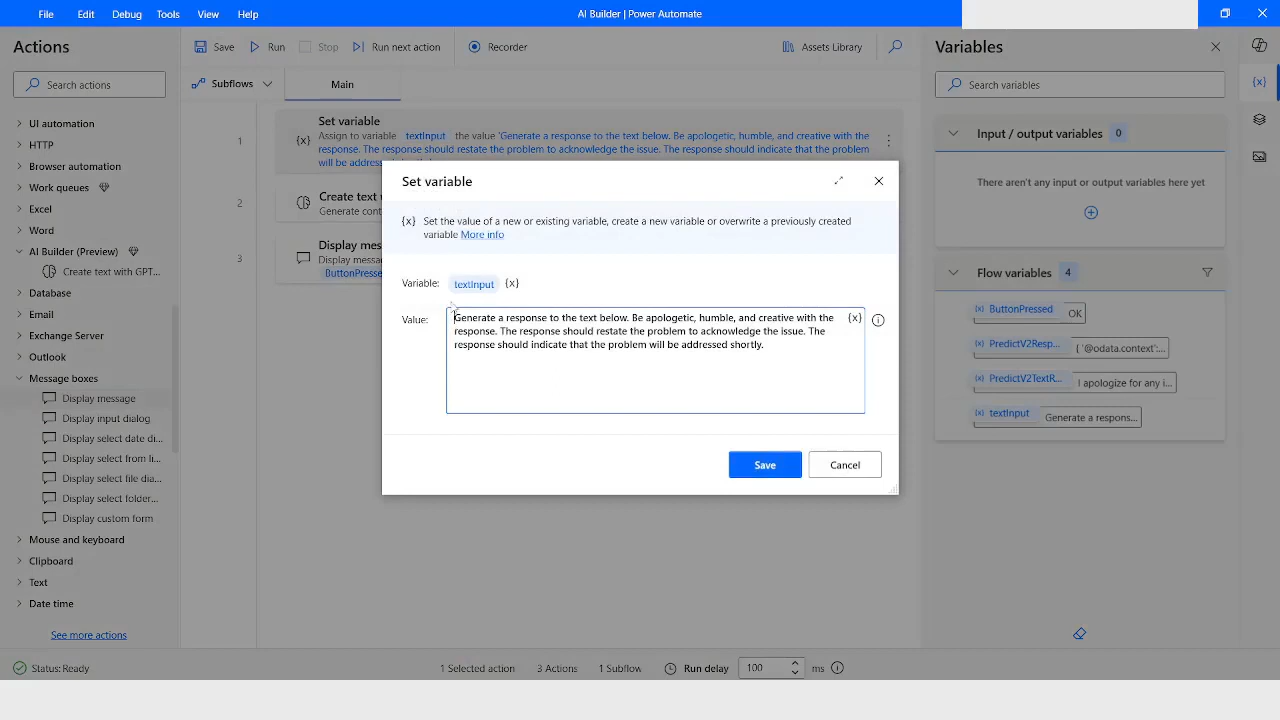 File Edit Debug Tools View Help
AI Builder | Power Automate
Actions
Search actions
UI automation
HTTP
Browser automation
Work queues
Excel
Word
AI Builder (Preview)
Create text with GPT...
Database
Email
Exchange Server
Outlook
Message boxes
Display message
Display input dialog
Display select date di...
Display select from li...
Display select file dia...
Display select folder...
Display custom form
Mouse and keyboard
Clipboard
Text
Date time
See more actions
Save Run Stop Run next action Recorder Assets Library
Subflows Main
1
Set variable
Assign to variable textInput the value 'Generate a response to the text below. Be apologetic, humble, and creative with the
response. The response should restate the problem to acknowledge the issue. The response should indicate that the problem
will be address
2
Create text
Generate con
3
Display mes
Display messa
ButtonPresse
Set variable
{x} Set the value of a new or existing variable, create a new variable or overwrite a previously created
variable More info
Variable: textInput {x}
Value:
Generate a response to the text below. Be apologetic, humble, and creative with the {x}
response. The response should restate the problem to acknowledge the issue. The
response should indicate that the problem will be addressed shortly.
Save Cancel
Variables
Search variables
Input / output variables 0
There aren't any input or output variables here yet
Flow variables 4
{x} ButtonPressed OK
{x} PredictV2Resp... { '@odata.context':...
{x} PredictV2TextR... I apologize for any i...
{x} textInput Generate a respons...
Status: Ready 1 Selected action 3 Actions 1 Subflow Run delay 100 ms